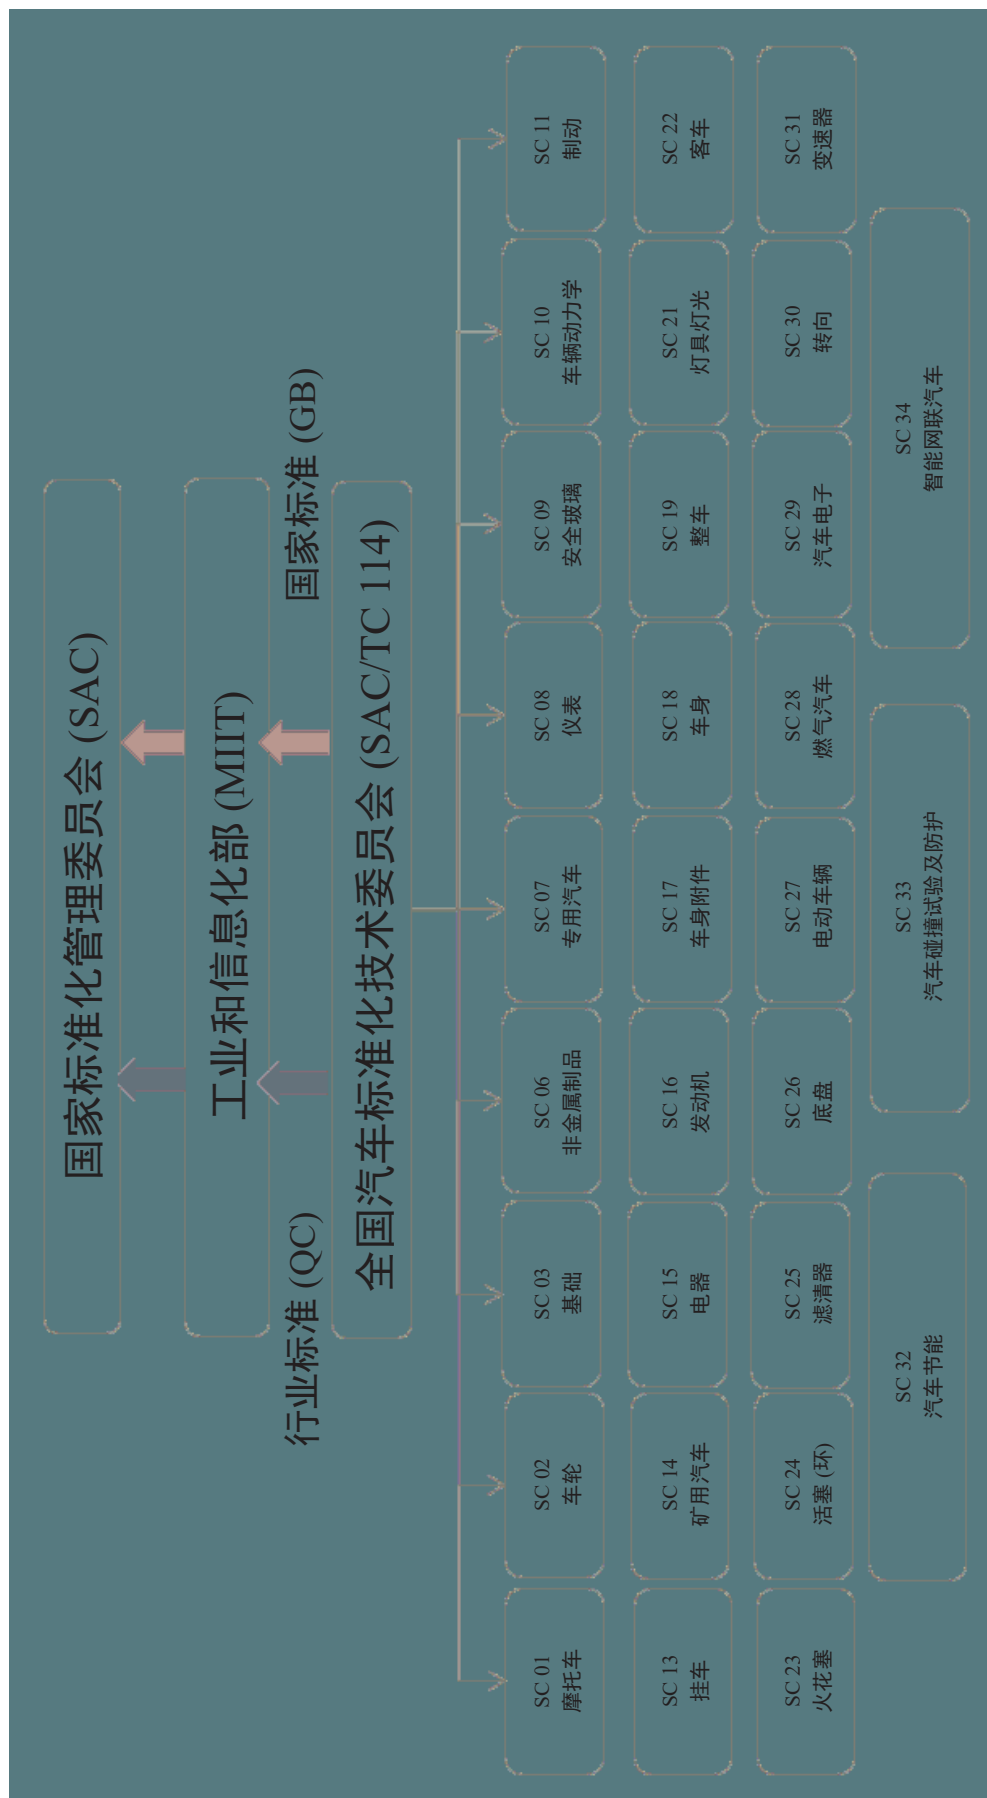 国家标准化管理委员会 (SAC)
工业和信息化部 (MIIT)
行业标准 (QC)
国家标准 (GB)
全国汽车标准化技术委员会 (SAC/TC 114)
SC 01
摩托车
SC 02
车轮
SC 03
基础
SC 06
非金属制品
SC 07
专用汽车
SC 08
仪表
SC 09
安全玻璃
SC 10
车辆动力学
SC 11
制动
SC 13
挂车
SC 14
矿用汽车
SC 15
电器
SC 16
发动机
SC 17
车身附件
SC 18
车身
SC 19
整车
SC 21
灯具灯光
SC 22
客车
SC 23
火花塞
SC 24
活塞 (环)
SC 25
滤清器
SC 26
底盘
SC 27
电动车辆
SC 28
燃气汽车
SC 29
汽车电子
SC 30
转向
SC 31
变速器
SC 32
汽车节能
SC 33
汽车碰撞试验及防护
SC 34
智能网联汽车